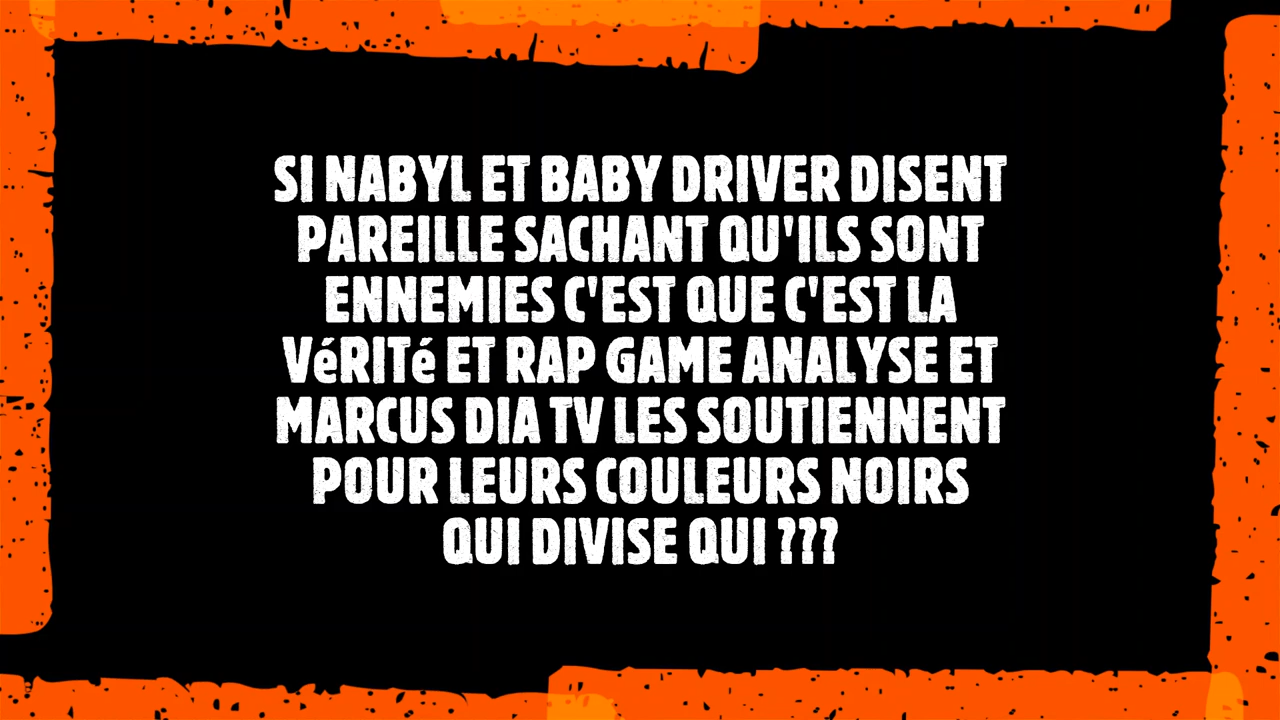 SI NABYL ET BABY DRIVER DISENT
PAREILLE SACHANT QU'ILS SONT
ENNEMIES C'EST QUE C'EST LA
VéRITé ET RAP GAME ANALYSE ET
MARCUS DIA TV LES SOUTIENNENT
POUR LEURS COULEURS NOIRS
QUI DIVISE QUI ???